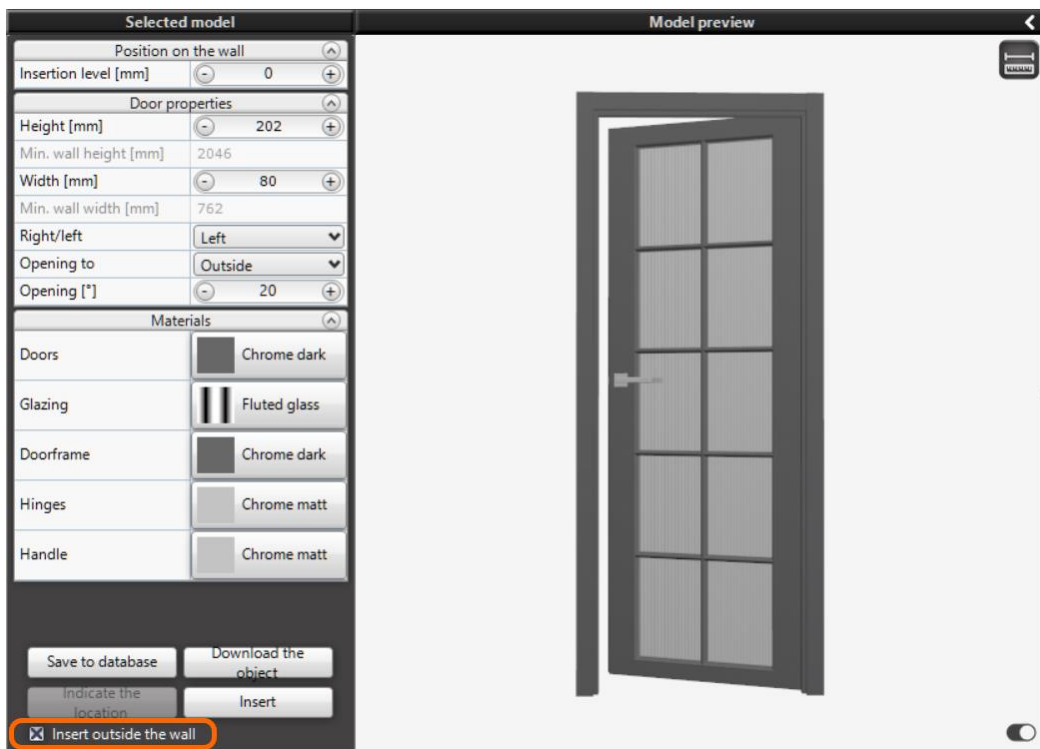 Selected model
Model preview
Position on the wall
Insertion level [mm] 0
Door properties
Height [mm] 202
Min. wall height [mm] 2046
Width [mm] 80
Min. wall width [mm] 762
Right/left Left
Opening to Outside
Opening [°] 20
Materials
Doors Chrome dark
Glazing Fluted glass
Doorframe Chrome dark
Hinges Chrome matt
Handle Chrome matt
Save to database
Download the
object
Indicate the
location
Insert
Insert outside the wall